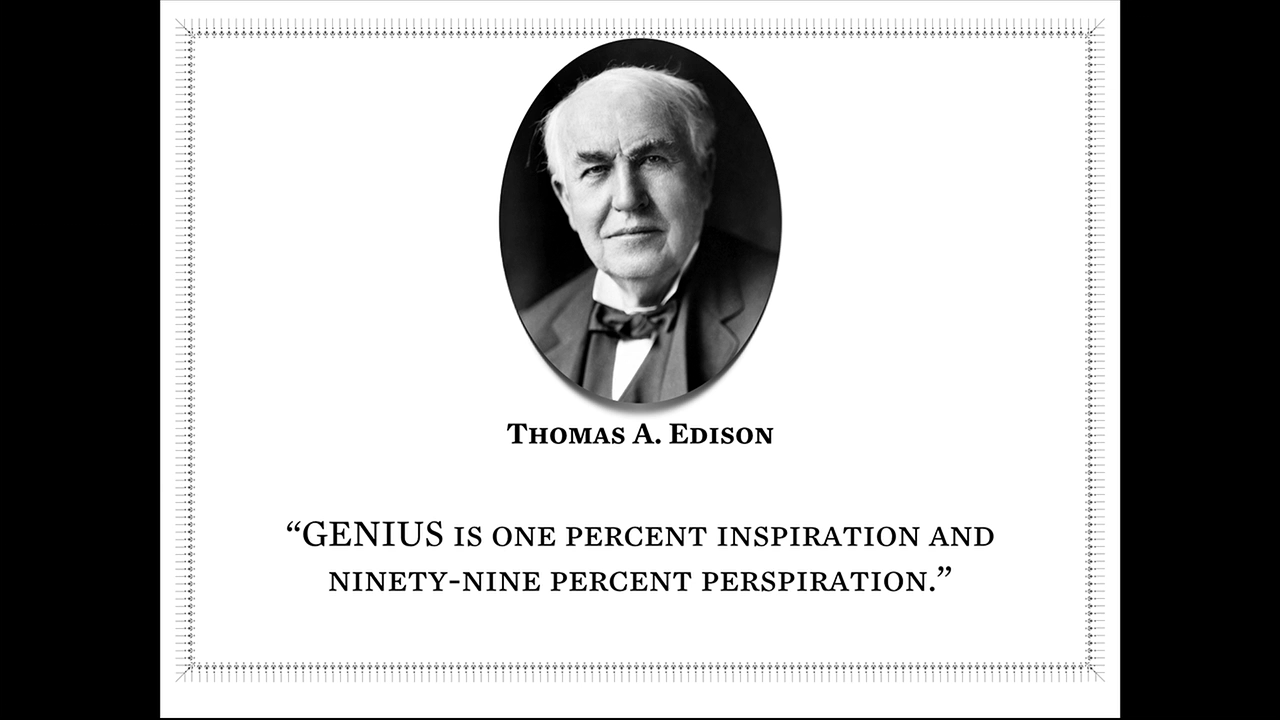 Thomas A. Edison
“GENIUS is one percent inspiration and
ninety-nine percent perspiration.”